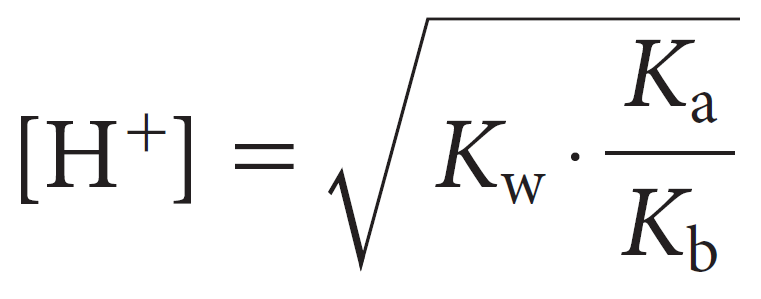 [H⁺] = √(K_w · K_a / K_b)